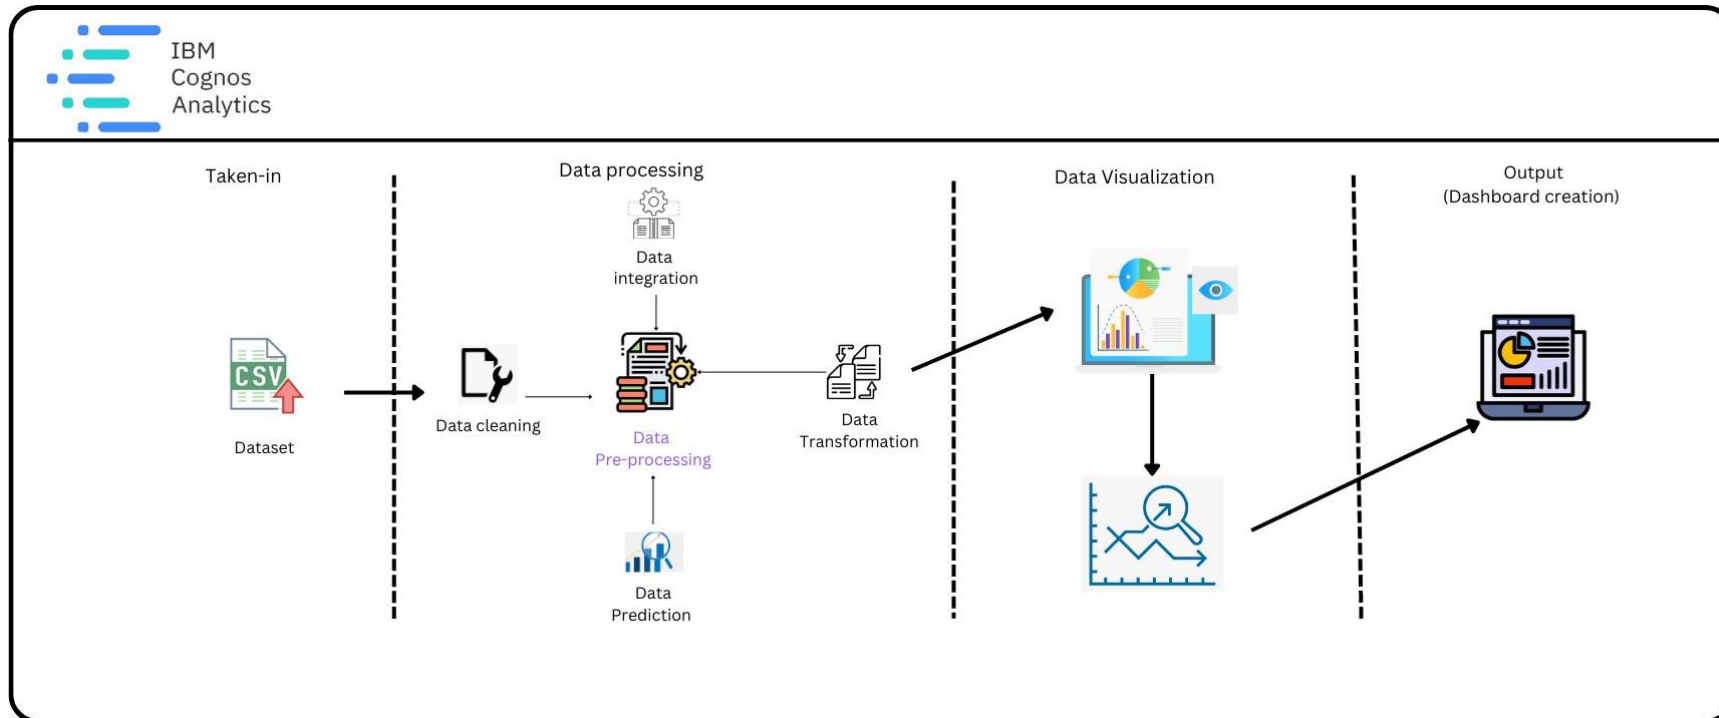 IBM
Cognos
Analytics
Taken-in
Data processing
Data Visualization
Output
(Dashboard creation)
Data
integration
CSV
Dataset
Data cleaning
Data
Pre-processing
Data
Transformation
Data
Prediction